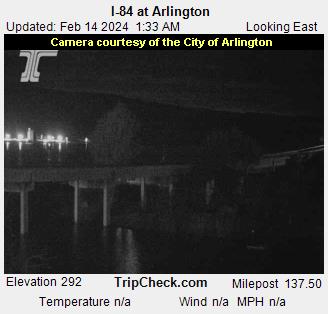 I-84 at Arlington
Updated: Feb 14 2024 1:33 AM Looking East
Camera courtesy of the City of Arlington
Elevation 292 TripCheck.com Milepost 137.50
Temperature n/a Wind n/a MPH n/a